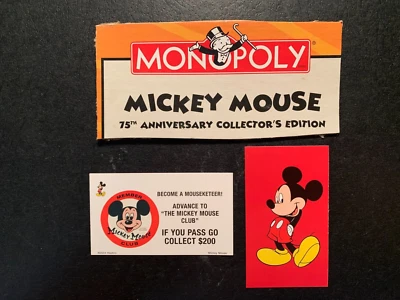 MONOPOLY®
MICKEY MOUSE
75TH ANNIVERSARY COLLECTOR'S EDITION
MEMBER
MICKEY MOUSE
CLUB
BECOME A MOUSEKETEER!
ADVANCE TO
"THE MICKEY MOUSE
CLUB"
IF YOU PASS GO
COLLECT $200